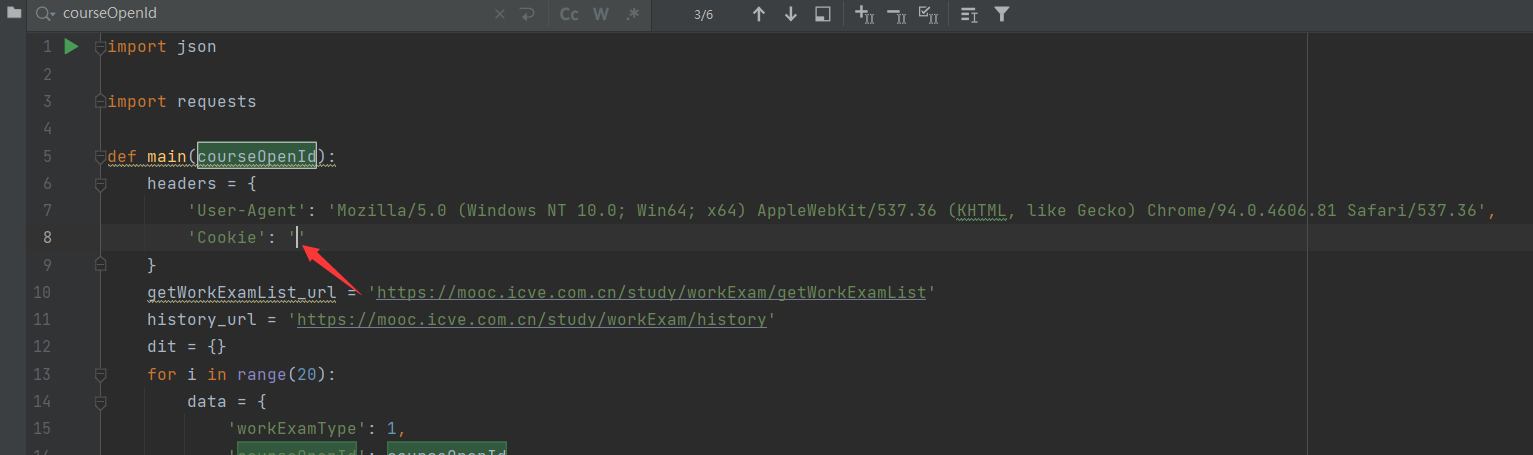 courseOpenId Cc W .* 3/6
1 import json
2
3 import requests
4
5 def main(courseOpenId):
6 headers = {
7 'User-Agent': 'Mozilla/5.0 (Windows NT 10.0; Win64; x64) AppleWebKit/537.36 (KHTML, like Gecko) Chrome/94.0.4606.81 Safari/537.36',
8 'Cookie': ''
9 }
10 getWorkExamList_url = 'https://mooc.icve.com.cn/study/workExam/getWorkExamList'
11 history_url = 'https://mooc.icve.com.cn/study/workExam/history'
12 dit = {}
13 for i in range(20):
14 data = {
15 'workExamType': 1,
16 'courseOpenId': courseOpenId